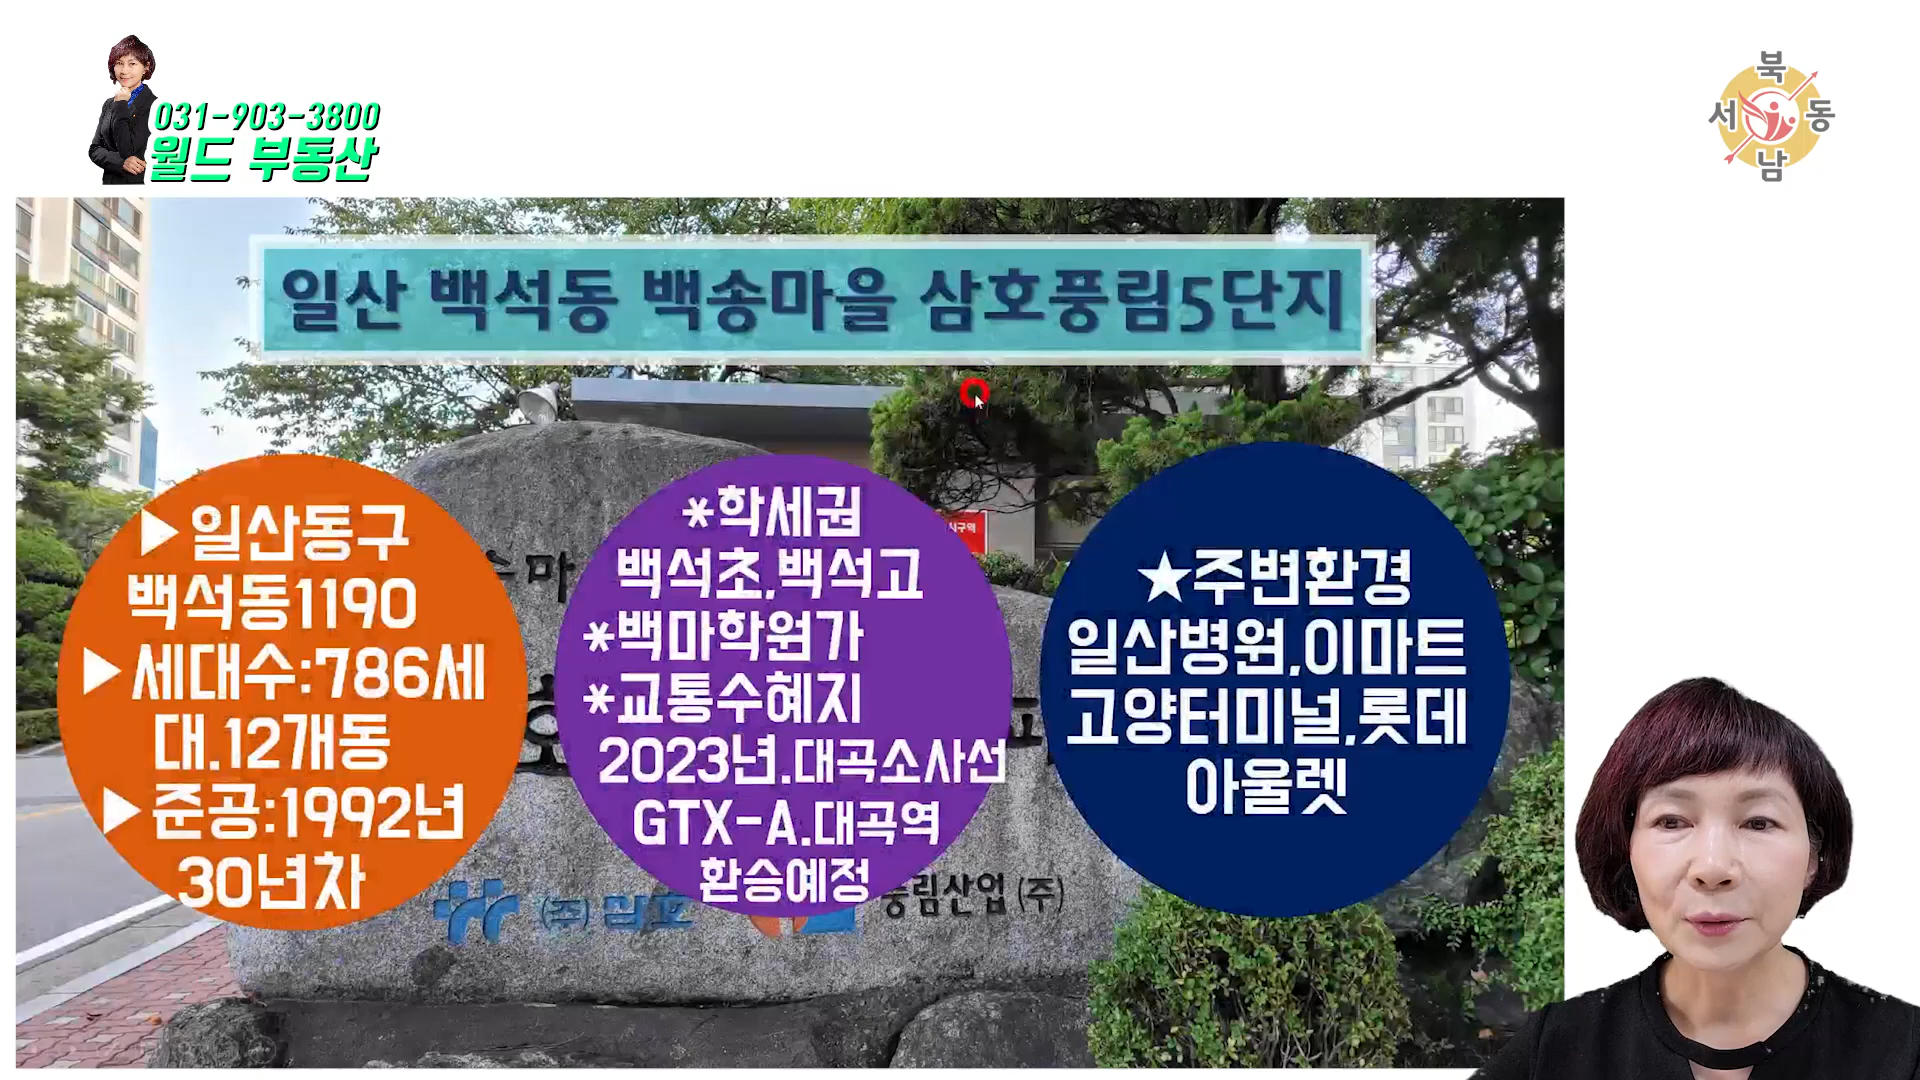 031-903-3800
월드 부동산
북
서 동
남
일산 백석동 백송마을 삼호풍림5단지
▶일산동구
백석동1190
▶세대수:786세
대.12개동
▶준공:1992년
30년차
*학세권
백석초.백석고
*백마학원가
*교통수혜지
2023년.대곡소사선
GTX-A.대곡역
환승예정
★주변환경
일산병원,이마트
고양터미널,롯데
아울렛
(주)
풍림산업(주)